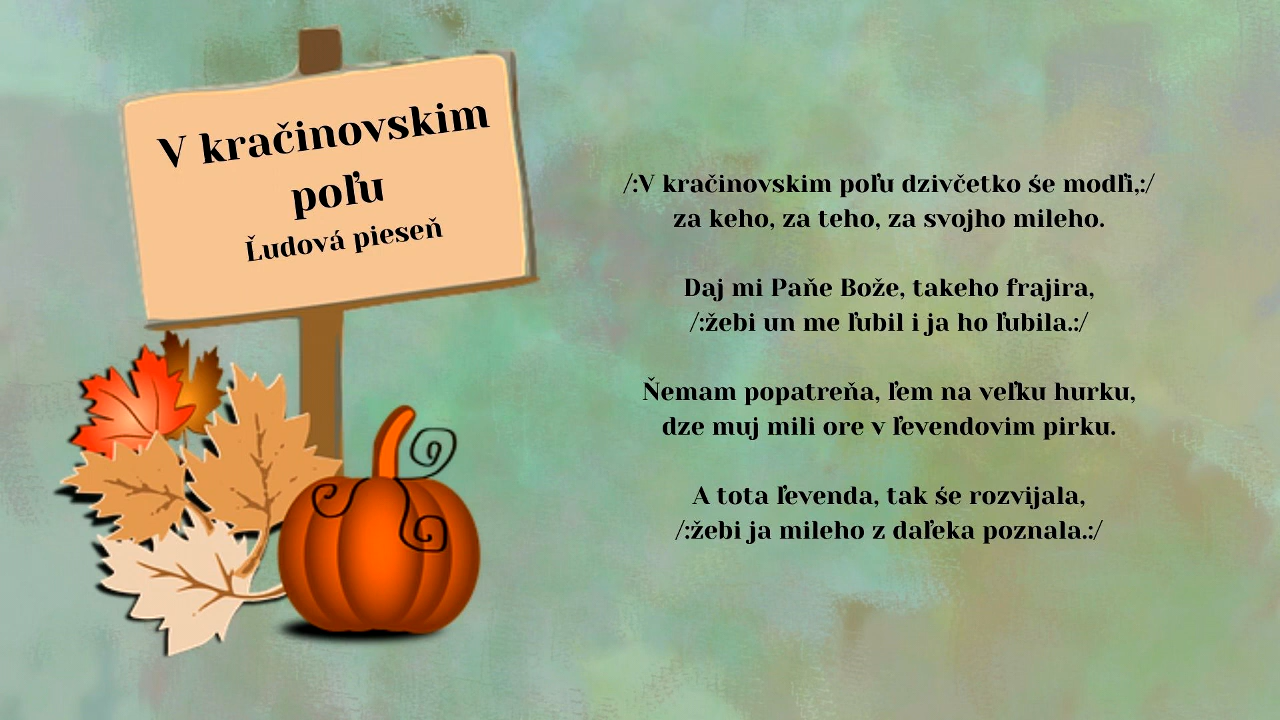 V kračinovskim
poľu
Ľudová pieseň
/:V kračinovskim poľu dzivčetko śe modľi,:/
za keho, za teho, za svojho mileho.
Daj mi Paňe Bože, takeho frajira,
/:žebi un me ľubil i ja ho ľubila.:/
Ňemam popatreňa, ľem na veľku hurku,
dze muj mili ore v ľevendovim pirku.
A tota ľevenda, tak śe rozvijala,
/:žebi ja mileho z daľeka poznala.:/